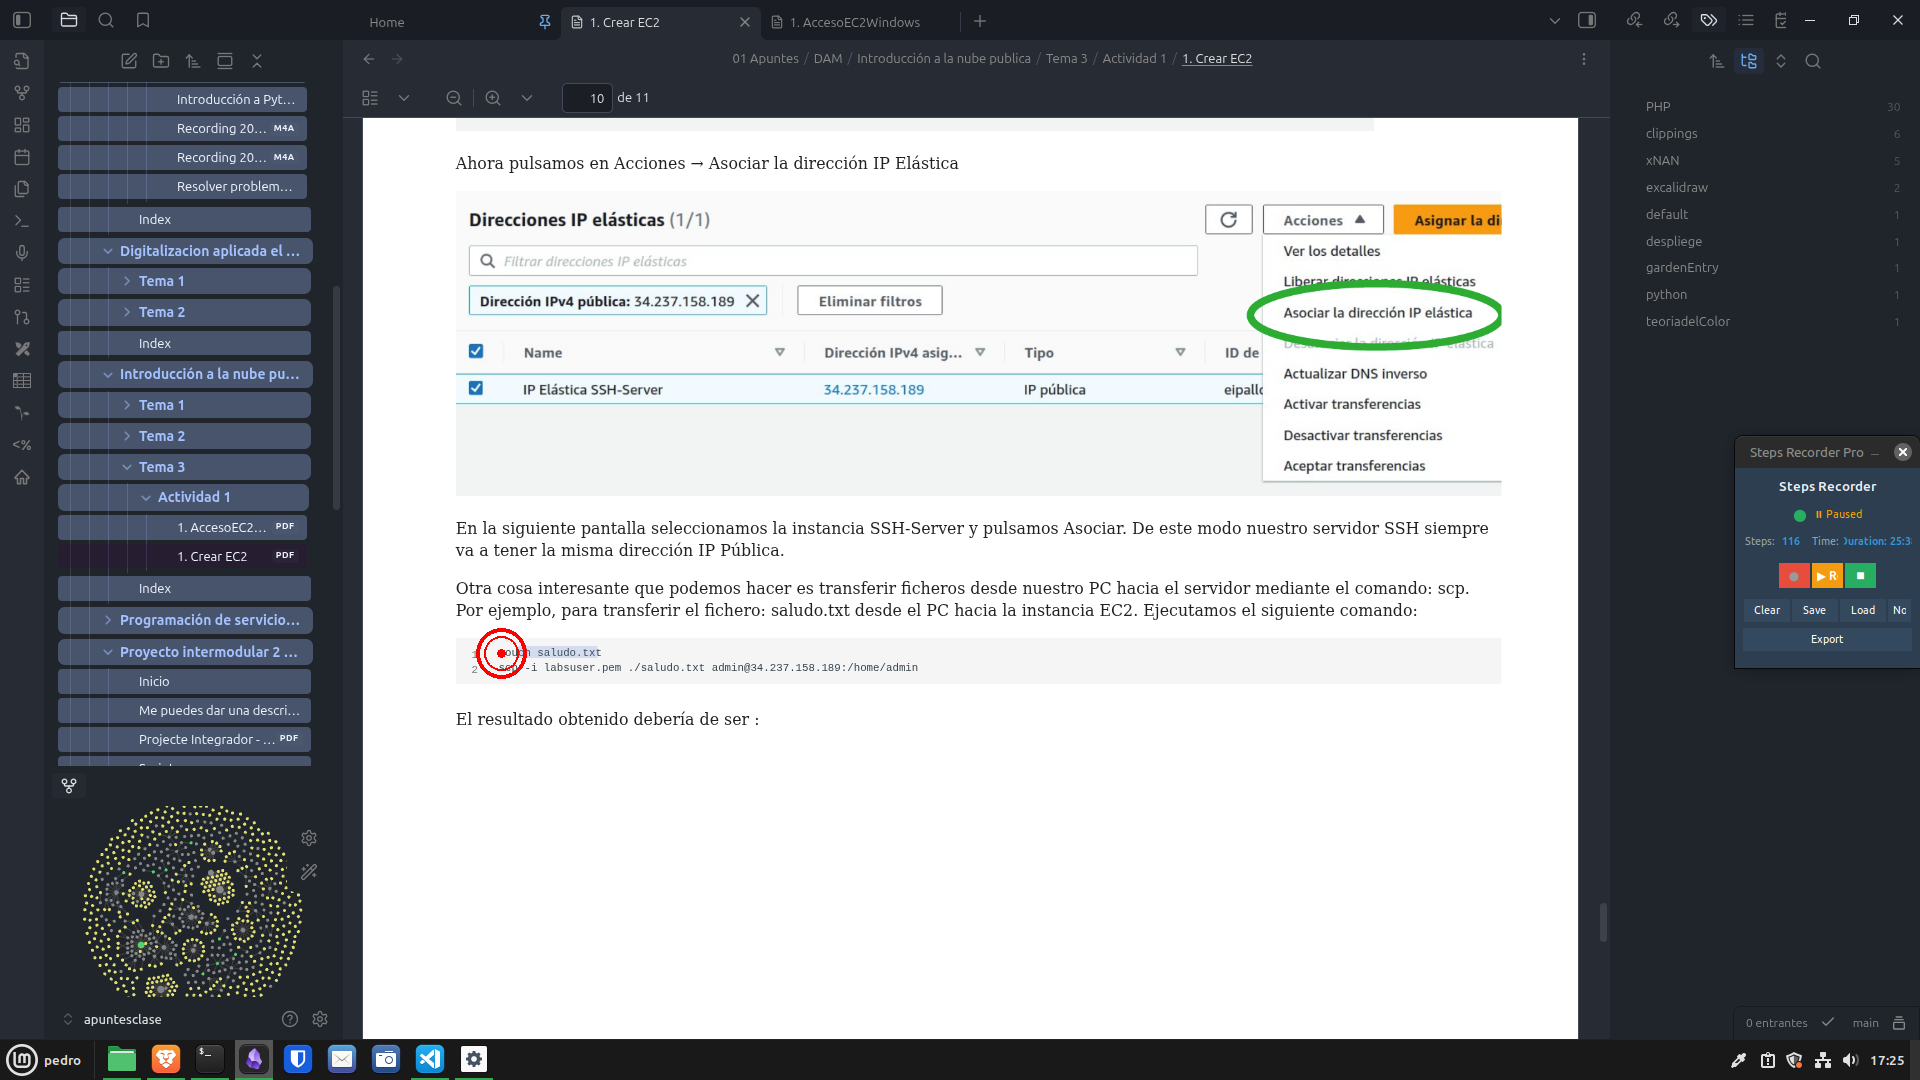 Home
1. Crear EC2
1. AccesoEC2Windows
01 Apuntes / DAM / Introducción a la nube publica / Tema 3 / Actividad 1 / 1. Crear EC2
10 de 11
Introducción a Pyt...
Recording 20... M4A
Recording 20... M4A
Resolver problem...
Index
Digitalizacion aplicada el ...
Tema 1
Tema 2
Index
Introducción a la nube pu...
Tema 1
Tema 2
Tema 3
Actividad 1
1. AccesoEC2... PDF
1. Crear EC2 PDF
Index
Programación de servicio...
Proyecto intermodular 2 ...
Inicio
Me puedes dar una descri...
Projecte Integrador - ... PDF
apuntesclase
Ahora pulsamos en Acciones → Asociar la dirección IP Elástica
Direcciones IP elásticas (1/1)
Acciones
Asignar la di
Filtrar direcciones IP elásticas
Dirección IPv4 pública: 34.237.158.189
Eliminar filtros
Name
Dirección IPv4 asig...
Tipo
ID de
IP Elástica SSH-Server
34.237.158.189
IP pública
eipallo
Ver los detalles
Liberar direcciones IP elásticas
Asociar la dirección IP elástica
Desasociar la dirección IP elástica
Actualizar DNS inverso
Activar transferencias
Desactivar transferencias
Aceptar transferencias
En la siguiente pantalla seleccionamos la instancia SSH-Server y pulsamos Asociar. De este modo nuestro servidor SSH siempre
va a tener la misma dirección IP Pública.
Otra cosa interesante que podemos hacer es transferir ficheros desde nuestro PC hacia el servidor mediante el comando: scp.
Por ejemplo, para transferir el fichero: saludo.txt desde el PC hacia la instancia EC2. Ejecutamos el siguiente comando:
1 touch saludo.txt
2 scp -i labsuser.pem ./saludo.txt admin@34.237.158.189:/home/admin
El resultado obtenido debería de ser :
PHP 30
clippings 6
xNAN 5
excalidraw 2
default 1
despliege 1
gardenEntry 1
python 1
teoriadelColor 1
Steps Recorder Pro
Steps Recorder
Paused
Steps: 116 Time: Duration: 25:3
R
Clear
Save
Load
No
Export
0 entrantes
main
pedro
17:25